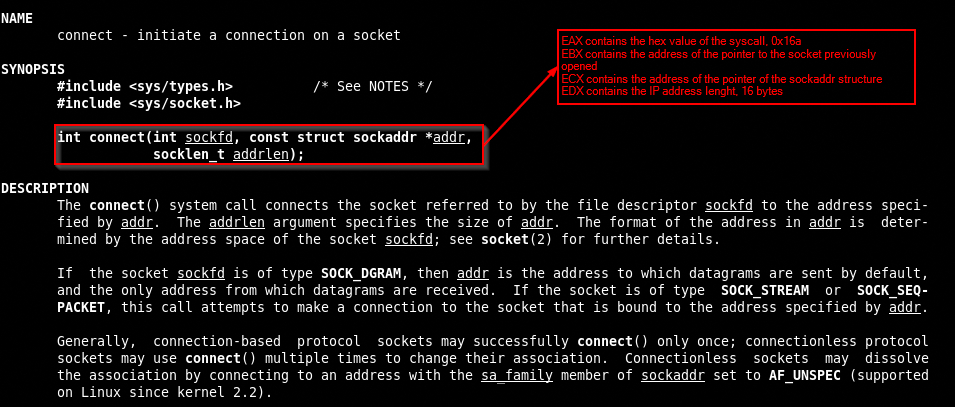 NAME
connect - initiate a connection on a socket
SYNOPSIS
#include <sys/types.h> /* See NOTES */
#include <sys/socket.h>
int connect(int sockfd, const struct sockaddr *addr,
socklen_t addrlen);
EAX contains the hex value of the syscall, 0x16a
EBX contains the address of the pointer to the socket previously
opened
ECX contains the address of the pointer of the sockaddr structure
EDX contains the IP address lenght, 16 bytes
DESCRIPTION
The connect() system call connects the socket referred to by the file descriptor sockfd to the address speci-
fied by addr. The addrlen argument specifies the size of addr. The format of the address in addr is deter-
mined by the address space of the socket sockfd; see socket(2) for further details.
If the socket sockfd is of type SOCK_DGRAM, then addr is the address to which datagrams are sent by default,
and the only address from which datagrams are received. If the socket is of type SOCK_STREAM or SOCK_SEQ-
PACKET, this call attempts to make a connection to the socket that is bound to the address specified by addr.
Generally, connection-based protocol sockets may successfully connect() only once; connectionless protocol
sockets may use connect() multiple times to change their association. Connectionless sockets may dissolve
the association by connecting to an address with the sa_family member of sockaddr set to AF_UNSPEC (supported
on Linux since kernel 2.2).